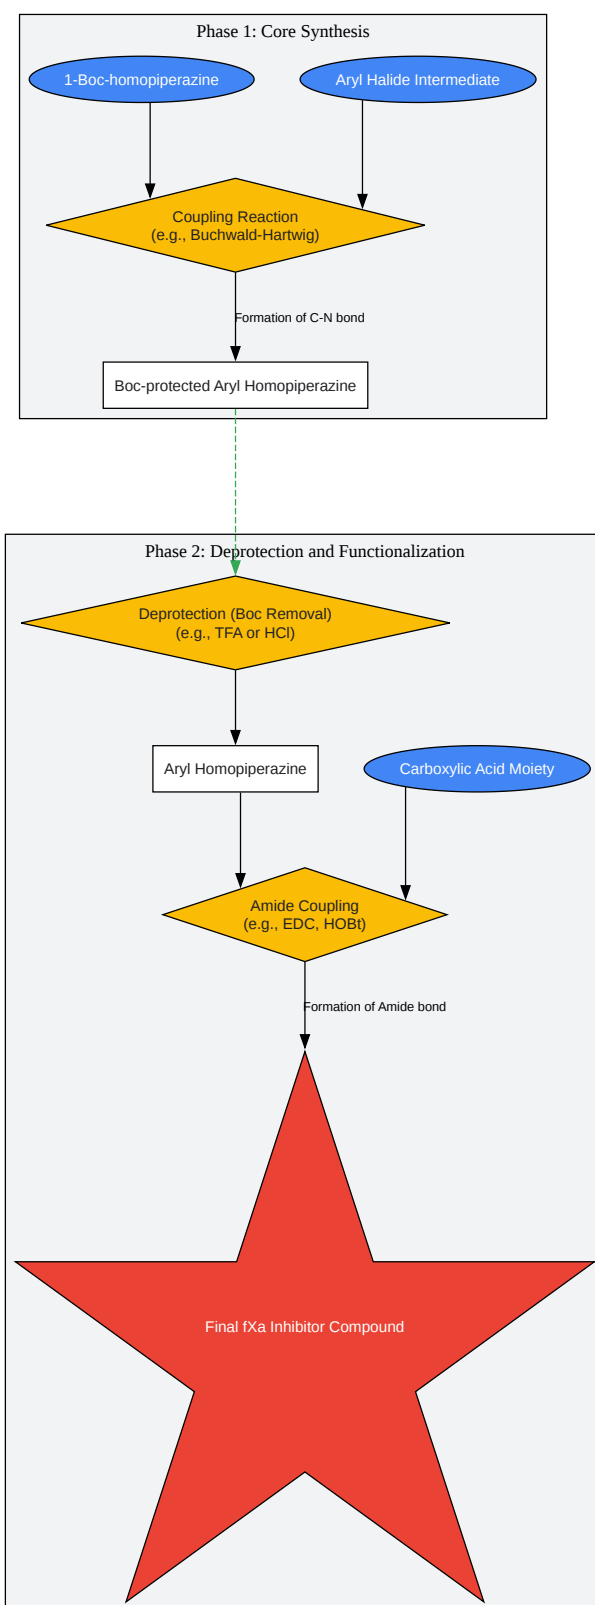 Phase 1: Core Synthesis
1-Boc-homopiperazine
Aryl Halide Intermediate
Coupling Reaction
(e.g., Buchwald-Hartwig)
Formation of C-N bond
Boc-protected Aryl Homopiperazine
Phase 2: Deprotection and Functionalization
Deprotection (Boc Removal)
(e.g., TFA or HCl)
Aryl Homopiperazine
Carboxylic Acid Moiety
Amide Coupling
(e.g., EDC, HOBt)
Formation of Amide bond
Final fXa Inhibitor Compound